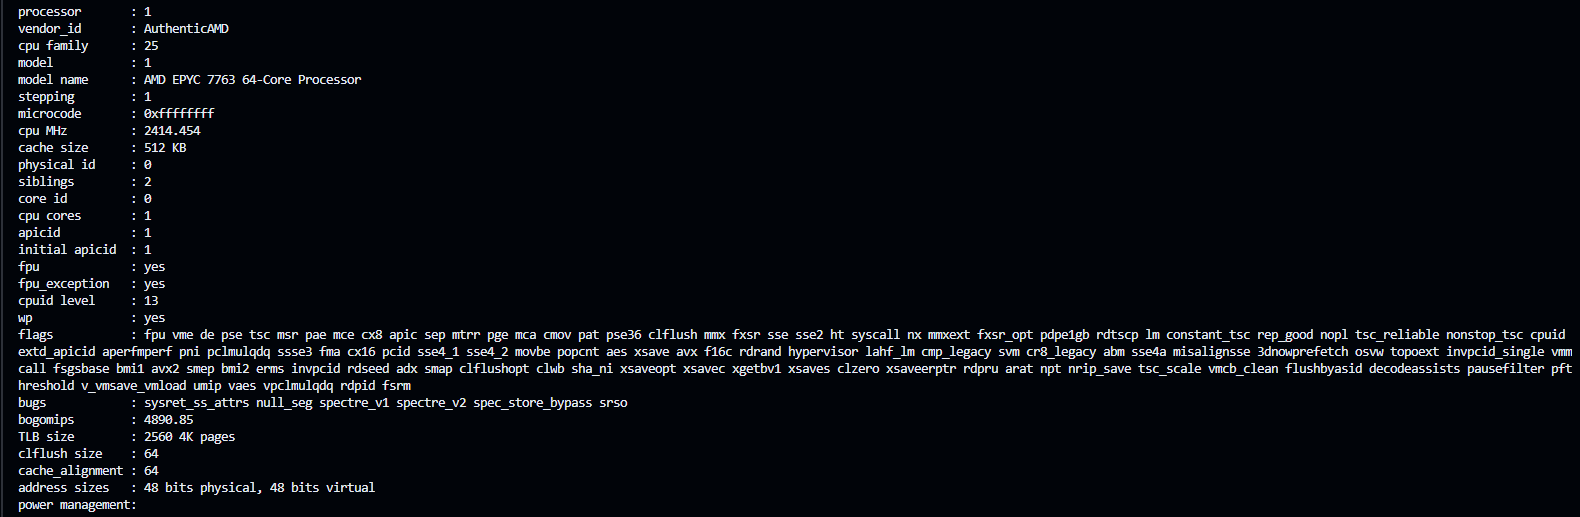 processor       : 1
vendor_id       : AuthenticAMD
cpu family      : 25
model           : 1
model name      : AMD EPYC 7763 64-Core Processor
stepping        : 1
microcode       : 0xffffffff
cpu MHz         : 2414.454
cache size      : 512 KB
physical id     : 0
siblings        : 2
core id         : 0
cpu cores       : 1
apicid          : 1
initial apicid  : 1
fpu             : yes
fpu_exception   : yes
cpuid level     : 13
wp              : yes
flags           : fpu vme de pse tsc msr pae mce cx8 apic sep mtrr pge mca cmov pat pse36 clflush mmx fxsr sse sse2 ht syscall nx mmxext fxsr_opt pdpe1gb rdtscp lm constant_tsc rep_good nopl tsc_reliable nonstop_tsc cpuid
extd_apicid aperfmperf pni pclmulqdq ssse3 fma cx16 pcid sse4_1 sse4_2 movbe popcnt aes xsave avx f16c rdrand hypervisor lahf_lm cmp_legacy svm cr8_legacy abm sse4a misalignsse 3dnowprefetch osvw topoext invpcid_single vmm
call fsgsbase bmi1 avx2 smep bmi2 erms invpcid rdseed adx smap clflushopt clwb sha_ni xsaveopt xsavec xgetbv1 xsaves clzero xsaveerptr rdpru arat npt nrip_save tsc_scale vmcb_clean flushbyasid decodeassists pausefilter pft
hreshold v_vmsave_vmload umip vaes vpclmulqdq rdpid fsrm
bugs            : sysret_ss_attrs null_seg spectre_v1 spectre_v2 spec_store_bypass srso
bogomips        : 4890.85
TLB size        : 2560 4K pages
clflush size    : 64
cache_alignment : 64
address sizes   : 48 bits physical, 48 bits virtual
power management: